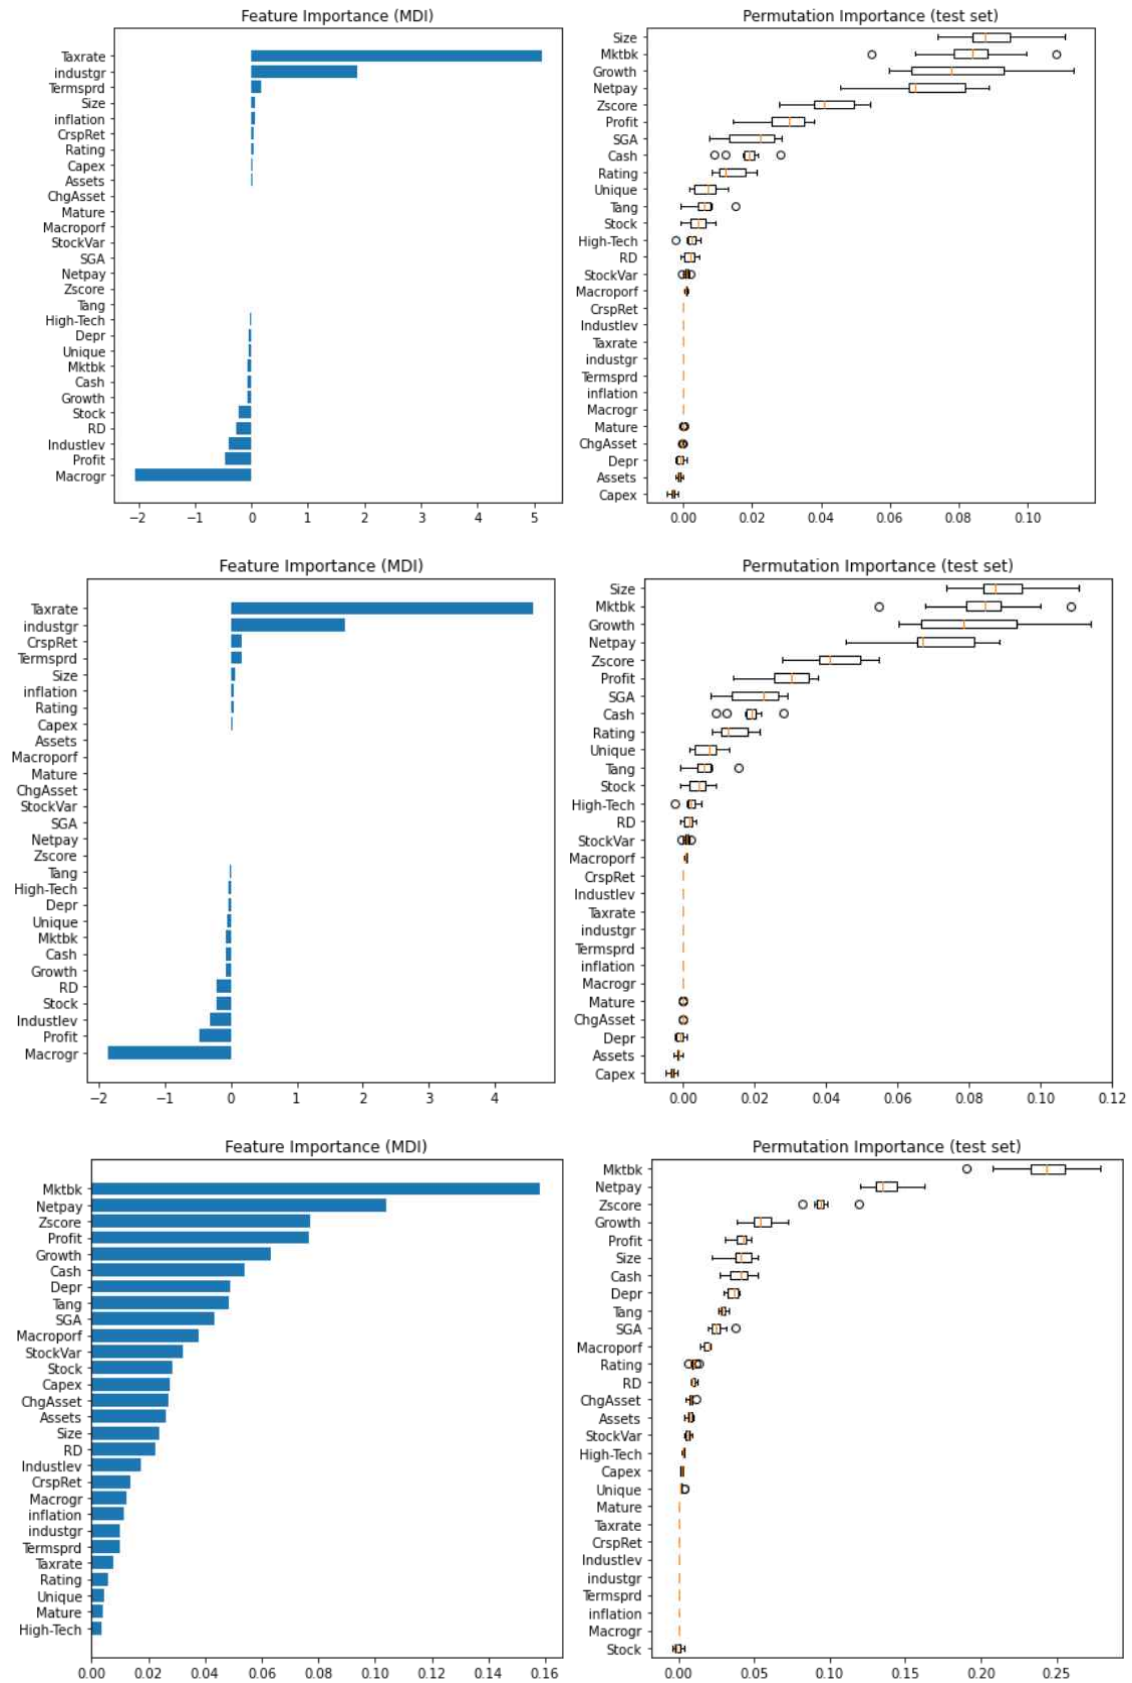 Feature Importance (MDI)
Taxrate
industgr
Termsprd
Size
inflation
CrspRet
Rating
Capex
Assets
ChgAsset
Mature
Macroporf
StockVar
SGA
Netpay
Zscore
Tang
High-Tech
Depr
Unique
Mktbk
Cash
Growth
Stock
RD
Industlev
Profit
Macrogr
−2 −1 0 1 2 3 4 5
Permutation Importance (test set)
Size
Mktbk
Growth
Netpay
Zscore
Profit
SGA
Cash
Rating
Unique
Tang
Stock
High-Tech
RD
StockVar
Macroporf
CrspRet
Industlev
Taxrate
industgr
Termsprd
inflation
Macrogr
Mature
ChgAsset
Depr
Assets
Capex
0.00 0.02 0.04 0.06 0.08 0.10
Feature Importance (MDI)
Taxrate
industgr
CrspRet
Termsprd
Size
inflation
Rating
Capex
Assets
Macroporf
Mature
ChgAsset
StockVar
SGA
Netpay
Zscore
Tang
High-Tech
Depr
Unique
Mktbk
Cash
Growth
RD
Stock
Industlev
Profit
Macrogr
−2 −1 0 1 2 3 4
Permutation Importance (test set)
Size
Mktbk
Growth
Netpay
Zscore
Profit
SGA
Cash
Rating
Unique
Tang
Stock
High-Tech
RD
StockVar
Macroporf
CrspRet
Industlev
Taxrate
industgr
Termsprd
inflation
Macrogr
Mature
ChgAsset
Depr
Assets
Capex
0.00 0.02 0.04 0.06 0.08 0.10 0.12
Feature Importance (MDI)
Mktbk
Netpay
Zscore
Profit
Growth
Cash
Depr
Tang
SGA
Macroporf
StockVar
Stock
Capex
ChgAsset
Assets
Size
RD
Industlev
CrspRet
Macrogr
inflation
industgr
Termsprd
Taxrate
Rating
Unique
Mature
High-Tech
0.00 0.02 0.04 0.06 0.08 0.10 0.12 0.14 0.16
Permutation Importance (test set)
Mktbk
Netpay
Zscore
Growth
Profit
Size
Cash
Depr
Tang
SGA
Macroporf
Rating
RD
ChgAsset
Assets
StockVar
High-Tech
Capex
Unique
Mature
Taxrate
CrspRet
Industlev
industgr
Termsprd
inflation
Macrogr
Stock
0.00 0.05 0.10 0.15 0.20 0.25